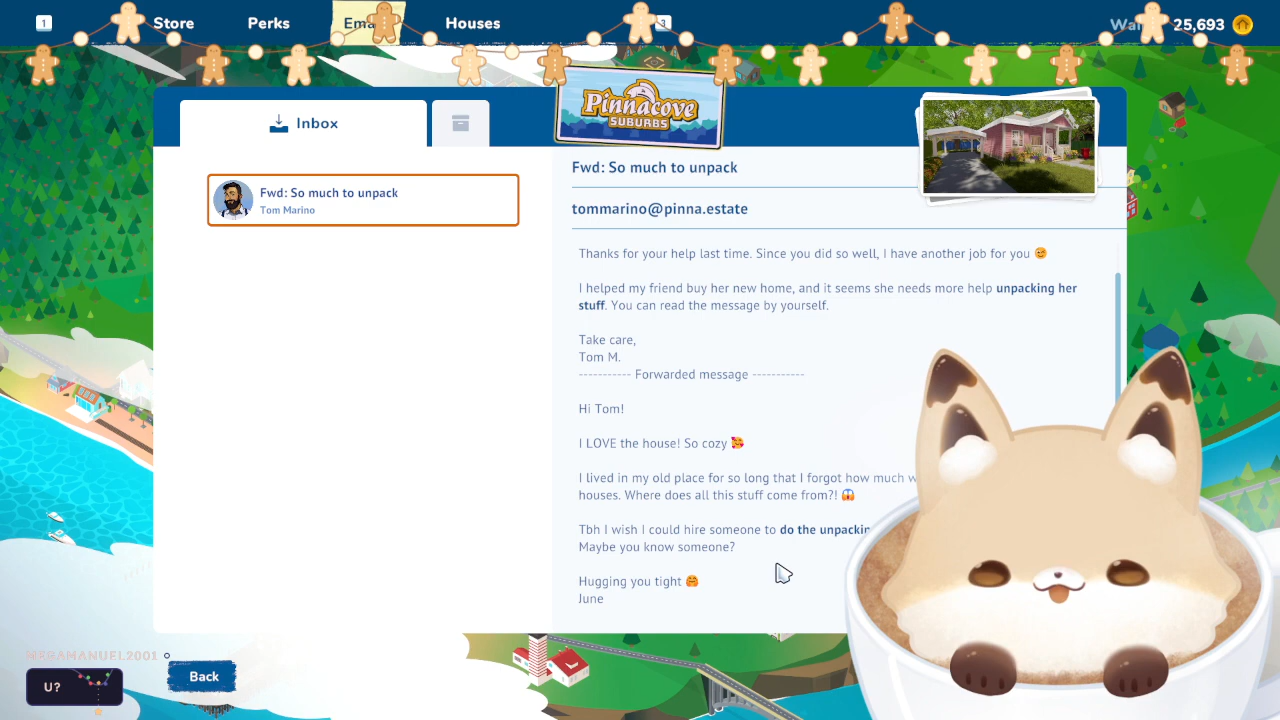 1
Store
Perks
Houses
3
25,693
Pinnacove
SUBURBS
Inbox
Fwd: So much to unpack
Tom Marino
Fwd: So much to unpack
tommarino@pinna.estate
Thanks for your help last time. Since you did so well, I have another job for you 😉
I helped my friend buy her new home, and it seems she needs more help unpacking her
stuff. You can read the message by yourself.
Take care,
Tom M.
----------- Forwarded message -----------
Hi Tom!
I LOVE the house! So cozy 🥰
I lived in my old place for so long that I forgot how much
houses. Where does all this stuff come from?! 😱
Tbh I wish I could hire someone to do the
Maybe you know someone?
Hugging you tight 🤗
June
MEGAMANUEL2001
U?
Back